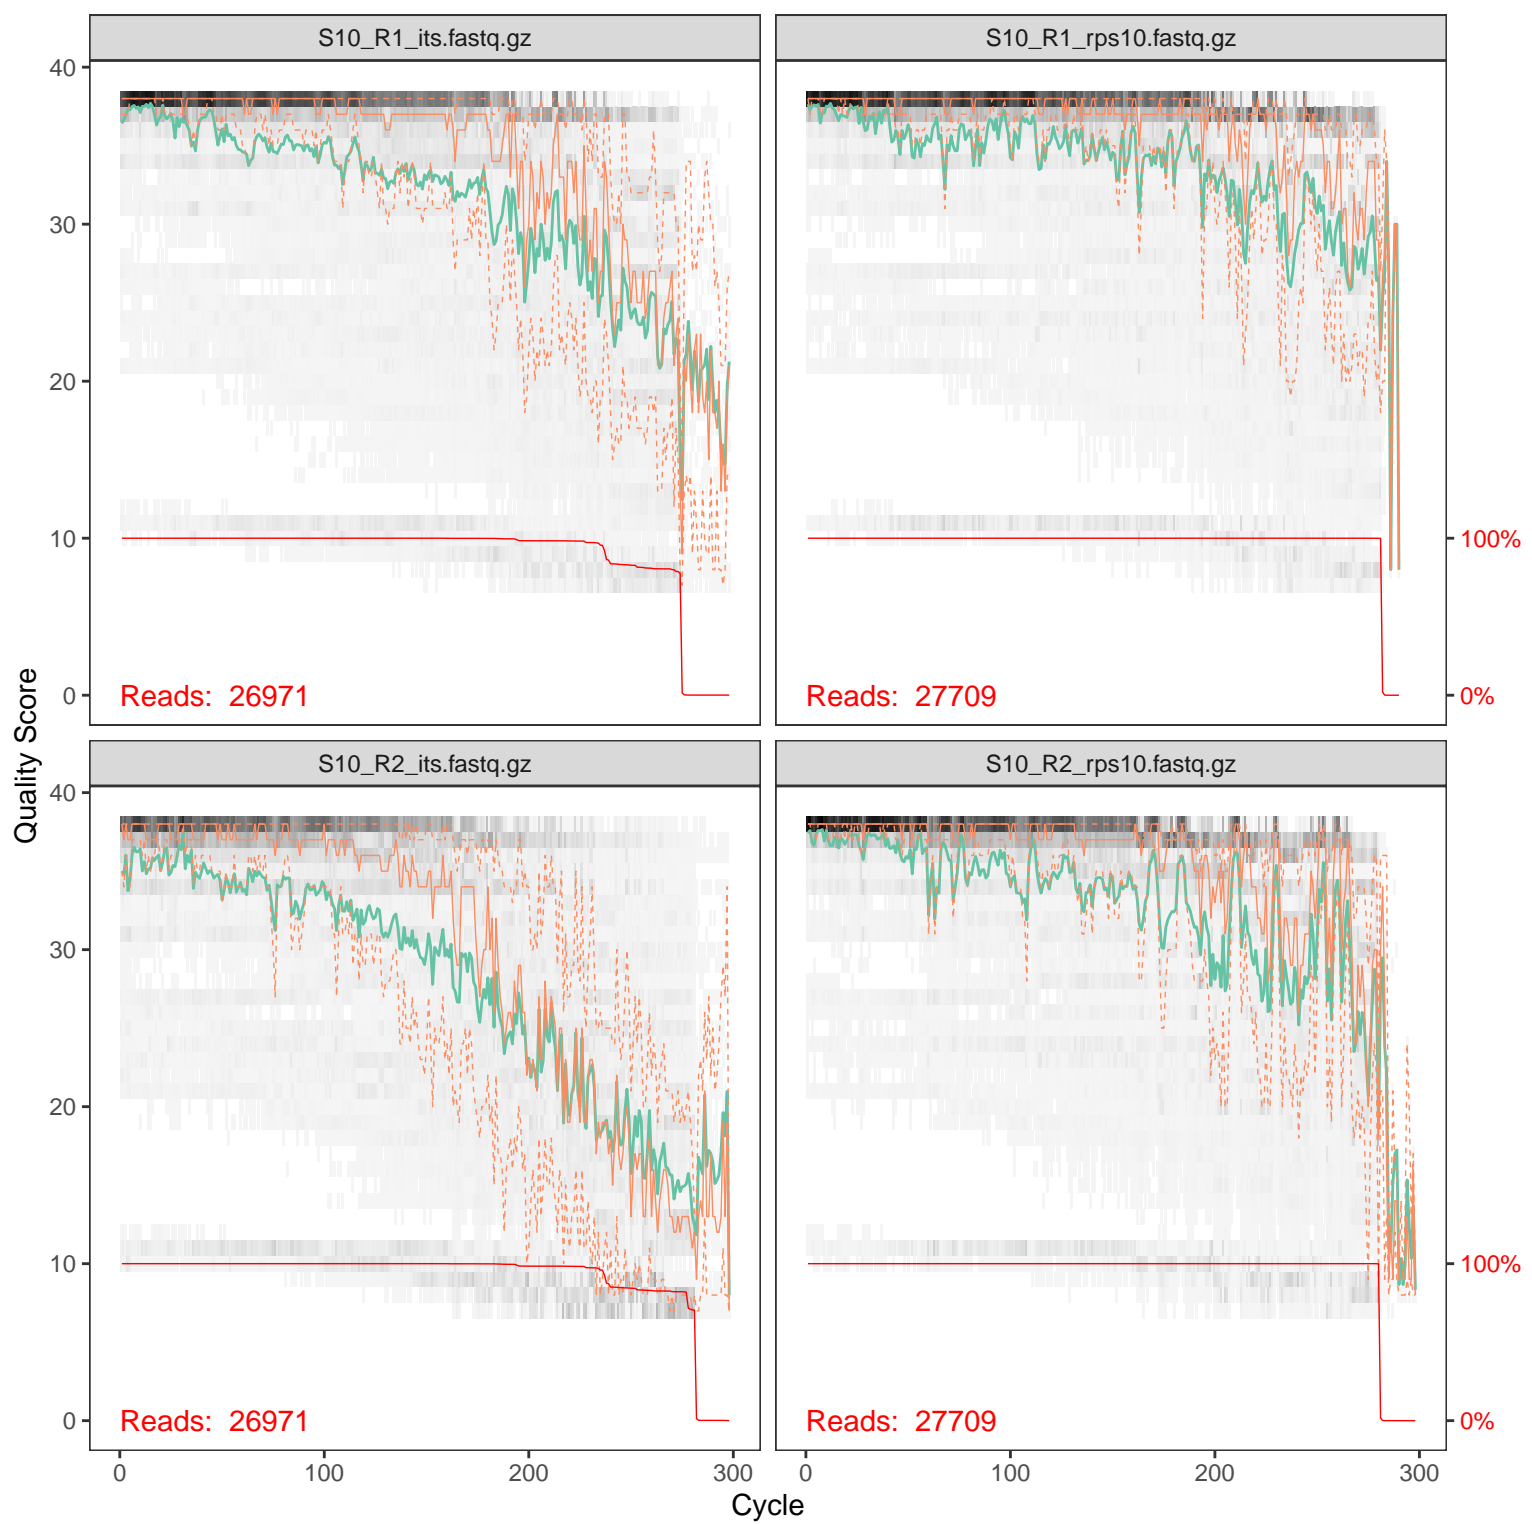 S10_R1_its.fastq.gz
S10_R1_rps10.fastq.gz
40
30
20
10
0
Reads: 26971
Reads: 27709
100%
0%
Quality Score
S10_R2_its.fastq.gz
S10_R2_rps10.fastq.gz
40
30
20
10
0
Reads: 26971
Reads: 27709
100%
0%
0 100 200 300
0 100 200 300
Cycle